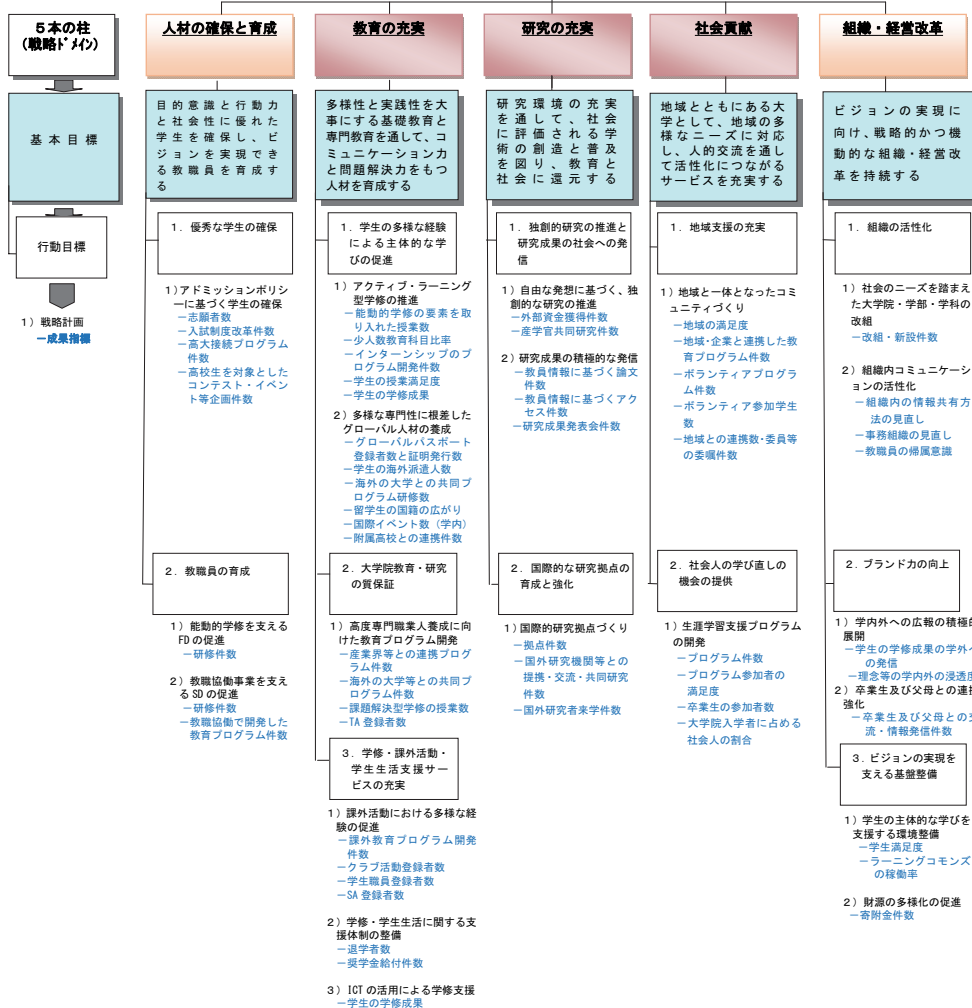 5本の柱
(戦略ドメイン)
基本目標
行動目標
1）戦略計画
－成果指標
人材の確保と育成
目的意識と行動力
と社会性に優れた
学生を確保し、ビ
ジョンを実現でき
る教職員を育成す
る
1．優秀な学生の確保
1)アドミッションポリシ
ーに基づく学生の確保
－志願者数
－入試制度改革件数
－高大接続プログラム
件数
－高校生を対象とした
コンテスト・イベン
ト等企画件数
2．教職員の育成
1）能動的学修を支える
FDの促進
－研修件数
2）教職協働事業を支え
るSDの促進
－研修件数
－教職協働で開発した
教育プログラム件数
教育の充実
多様性と実践性を大
事にする基礎教育と
専門教育を通して、コ
ミュニケーション力
と問題解決力をもつ
人材を育成する
1．学生の多様な経験
による主体的な学
びの促進
1）アクティブ・ラーニング
型学修の推進
－能動的学修の要素を取
り入れた授業数
－少人数教育科目比率
－インターンシップのプ
ログラム開発件数
－学生の授業満足度
－学生の学修成果
2）多様な専門性に根差した
グローバル人材の養成
－グローバルパスポート
登録者数と証明発行数
－学生の海外派遣人数
－海外の大学との共同プ
ログラム研修数
－留学生の国籍の広がり
－国際イベント数（学内）
－附属高校との連携件数
2．大学院教育・研究
の質保証
1）高度専門職業人養成に向
けた教育プログラム開発
－産業界等との連携プログ
ラム件数
－海外の大学等との共同プ
ログラム件数
－課題解決型学修の授業数
－TA登録者数
3．学修・課外活動・
学生生活支援サー
ビスの充実
1）課外活動における多様な経
験の促進
－課外教育プログラム開発
件数
－クラブ活動登録者数
－学生職員登録者数
－SA登録者数
2）学修・学生生活に関する支
援体制の整備
－退学者数
－奨学金給付件数
3）ICTの活用による学修支援
－学生の学修成果
研究の充実
研究環境の充実
を通して、社会
に評価される学
術の創造と普及
を図り、教育と
社会に還元する
1．独創的研究の推進と
研究成果の社会への発
信
1）自由な発想に基づく、独
創的な研究の推進
－外部資金獲得件数
－産学官共同研究件数
2）研究成果の積極的な発信
－教員情報に基づく論文
件数
－教員情報に基づくアク
セス件数
－研究成果発表会件数
2．国際的な研究拠点の
育成と強化
1）国際的研究拠点づくり
－拠点件数
－国外研究機関等との
提携・交流・共同研究
件数
－国外研究者来学件数
社会貢献
地域とともにある大
学として、地域の多
様なニーズに対応
し、人的交流を通し
て活性化につながる
サービスを充実する
1．地域支援の充実
1)地域と一体となったコミ
ュニティづくり
－地域の満足度
－地域・企業と連携した教
育プログラム件数
－ボランティアプログラ
ム件数
－ボランティア参加学生
数
－地域との連携数・委員等
の委嘱件数
2．社会人の学び直しの
機会の提供
1）生涯学習支援プログラム
の開発
－プログラム件数
－プログラム参加者の
満足度
－卒業生の参加者数
－大学院入学者に占める
社会人の割合
組織・経営改革
ビジョンの実現に
向け、戦略的かつ機
動的な組織・経営改
革を持続する
1．組織の活性化
1）社会のニーズを踏まえ
た大学院・学部・学科の
改組
－改組・新設件数
2）組織内コミュニケーシ
ョンの活性化
－組織内の情報共有方
法の見直し
－事務組織の見直し
－教職員の帰属意識
2．ブランド力の向上
1）学内外への広報の積極的
展開
－学生の学修成果の学外へ
の発信
－理念等の学内外の浸透度
2）卒業生及び父母との連携
強化
－卒業生及び父母との交
流・情報発信件数
3．ビジョンの実現を
支える基盤整備
1）学生の主体的な学びを
支援する環境整備
－学生満足度
－ラーニングコモンズ
の稼働率
2）財源の多様化の促進
－寄附金件数